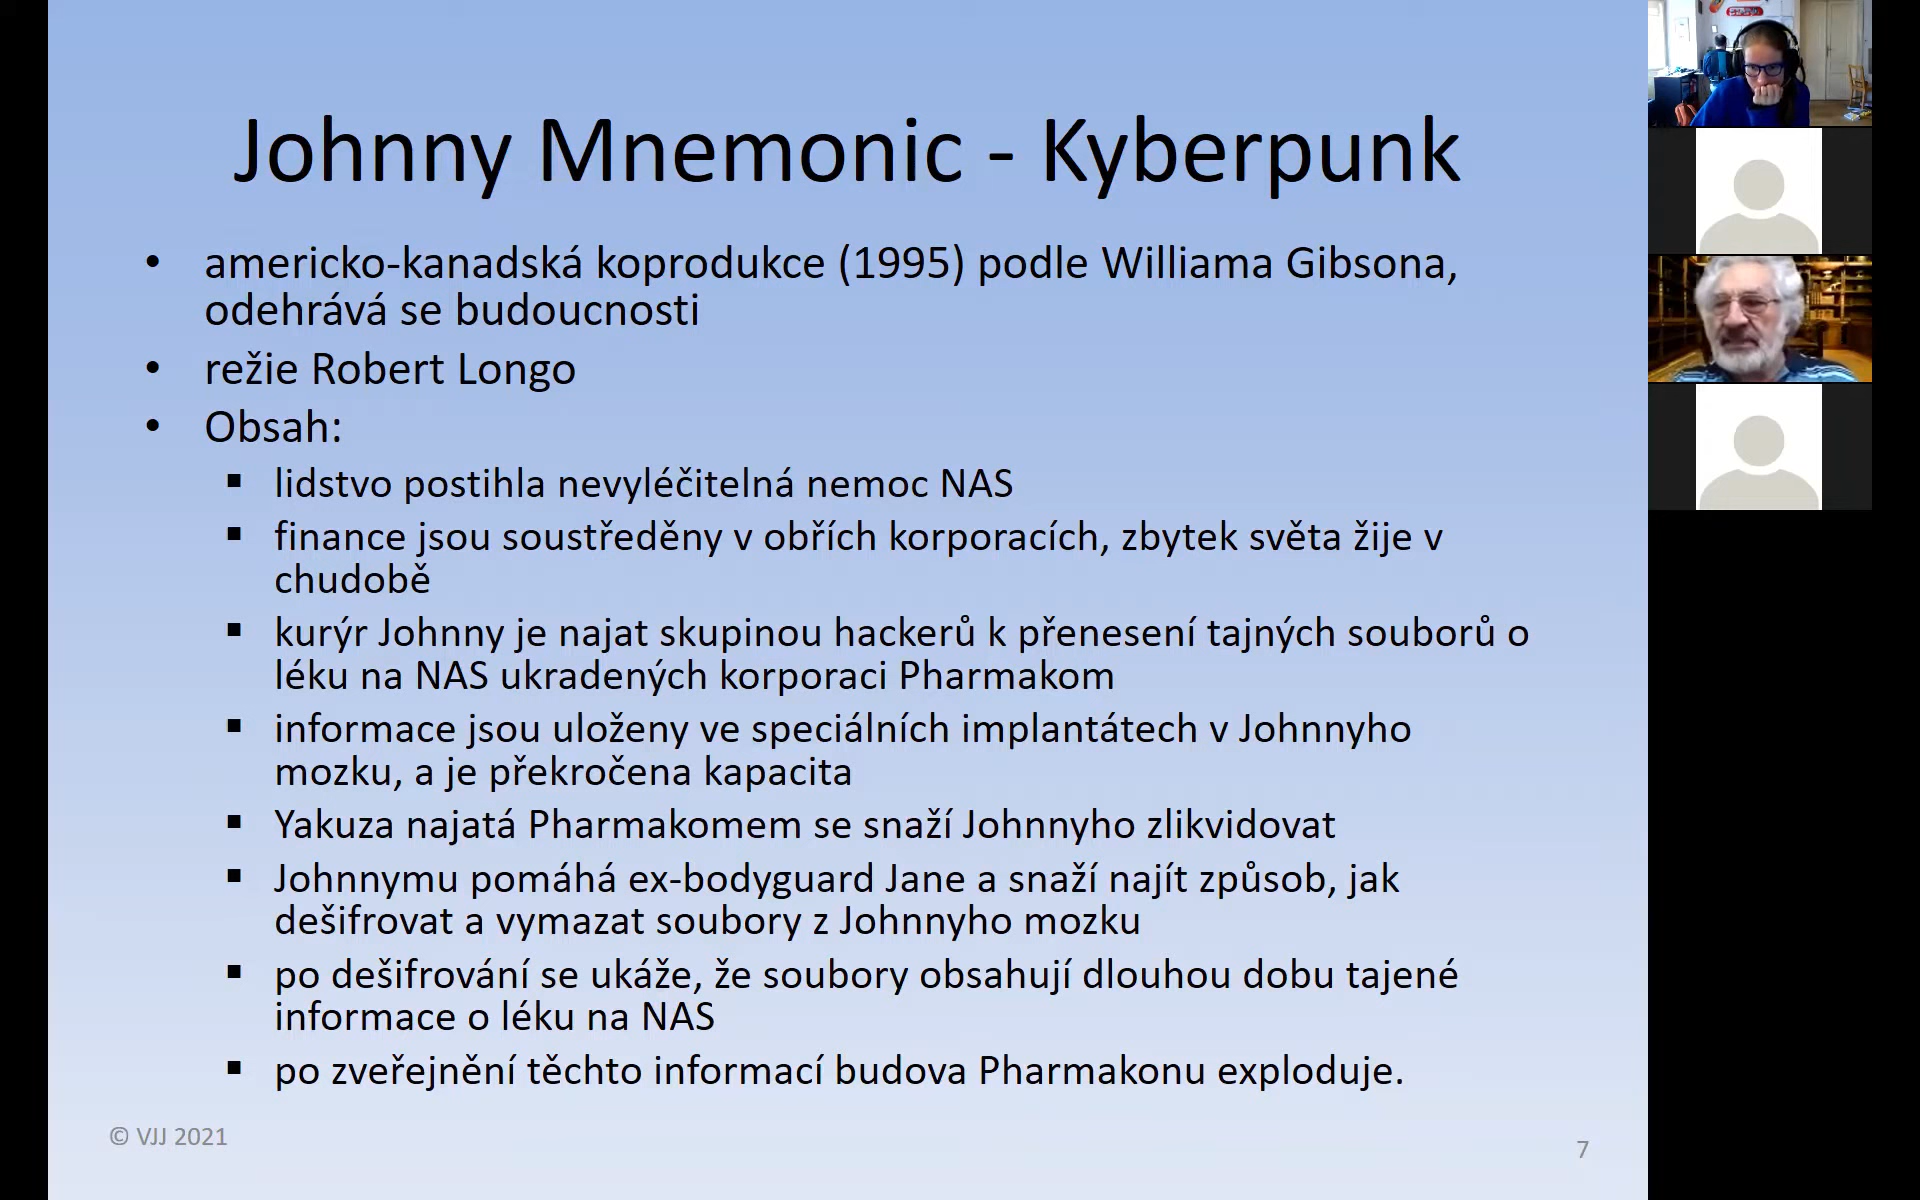 Johnny Mnemonic - Kyberpunk
• americko-kanadská koprodukce (1995) podle Williama Gibsona,
odehrává se budoucnosti
• režie Robert Longo
• Obsah:
▪ lidstvo postihla nevyléčitelná nemoc NAS
▪ finance jsou soustředěny v obřích korporacích, zbytek světa žije v
chudobě
▪ kurýr Johnny je najat skupinou hackerů k přenesení tajných souborů o
léku na NAS ukradených korporaci Pharmakom
▪ informace jsou uloženy ve speciálních implantátech v Johnnyho
mozku, a je překročena kapacita
▪ Yakuza najatá Pharmakomem se snaží Johnnyho zlikvidovat
▪ Johnnymu pomáhá ex-bodyguard Jane a snaží najít způsob, jak
dešifrovat a vymazat soubory z Johnnyho mozku
▪ po dešifrování se ukáže, že soubory obsahují dlouhou dobu tajené
informace o léku na NAS
▪ po zveřejnění těchto informací budova Pharmakonu exploduje.
© VJJ 2021
7